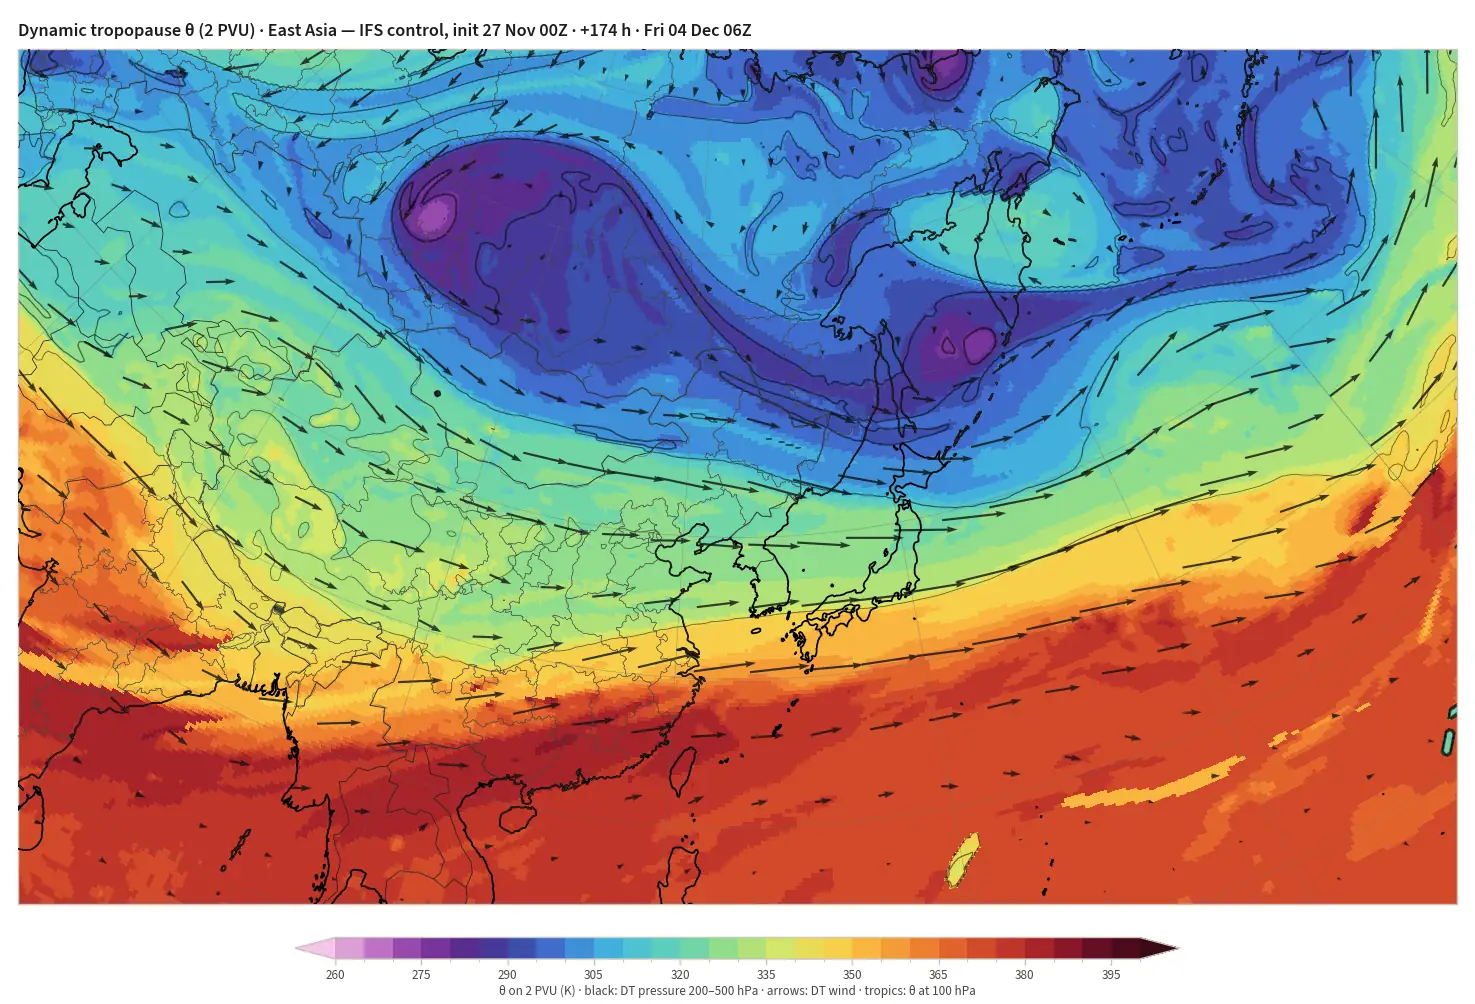 Dynamic tropopause θ (2 PVU) · East Asia — IFS control, init 27 Nov 00Z · +174 h · Fri 04 Dec 06Z
260 275 290 305 320 335 350 365 380 395
θ on 2 PVU (K) · black: DT pressure 200–500 hPa · arrows: DT wind · tropics: θ at 100 hPa